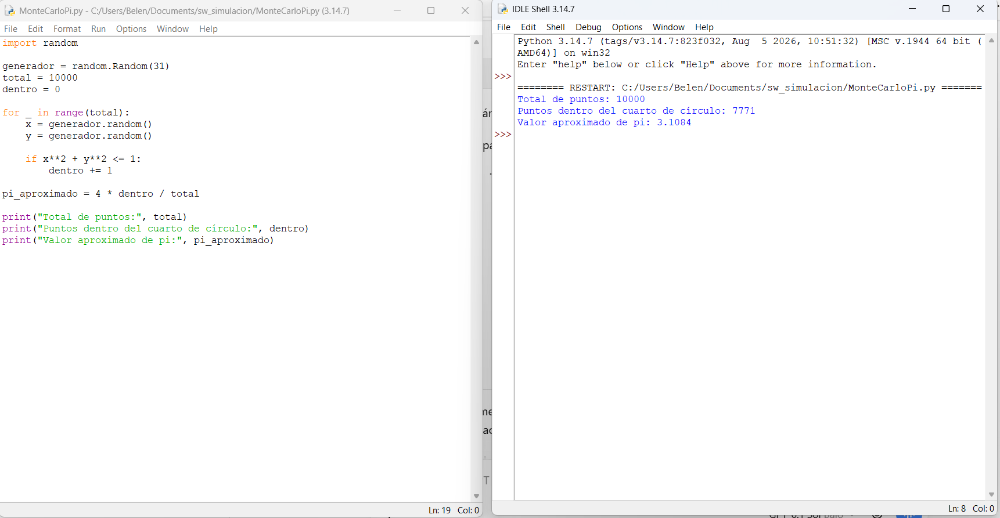 MonteCarloPi.py - C:/Users/Belen/Documents/sw_simulacion/MonteCarloPi.py (3.14.7)
File Edit Format Run Options Window Help
import random
generador = random.Random(31)
total = 10000
dentro = 0
for _ in range(total):
    x = generador.random()
    y = generador.random()
    if x**2 + y**2 <= 1:
        dentro += 1
pi_aproximado = 4 * dentro / total
print("Total de puntos:", total)
print("Puntos dentro del cuarto de círculo:", dentro)
print("Valor aproximado de pi:", pi_aproximado)
Ln: 19 Col: 0
IDLE Shell 3.14.7
File Edit Shell Debug Options Window Help
Python 3.14.7 (tags/v3.14.7:823f032, Aug  5 2026, 10:51:32) [MSC v.1944 64 bit (
AMD64)] on win32
Enter "help" below or click "Help" above for more information.
>>>
======== RESTART: C:/Users/Belen/Documents/sw_simulacion/MonteCarloPi.py =======
Total de puntos: 10000
Puntos dentro del cuarto de círculo: 7771
Valor aproximado de pi: 3.1084
>>>
Ln: 8 Col: 0